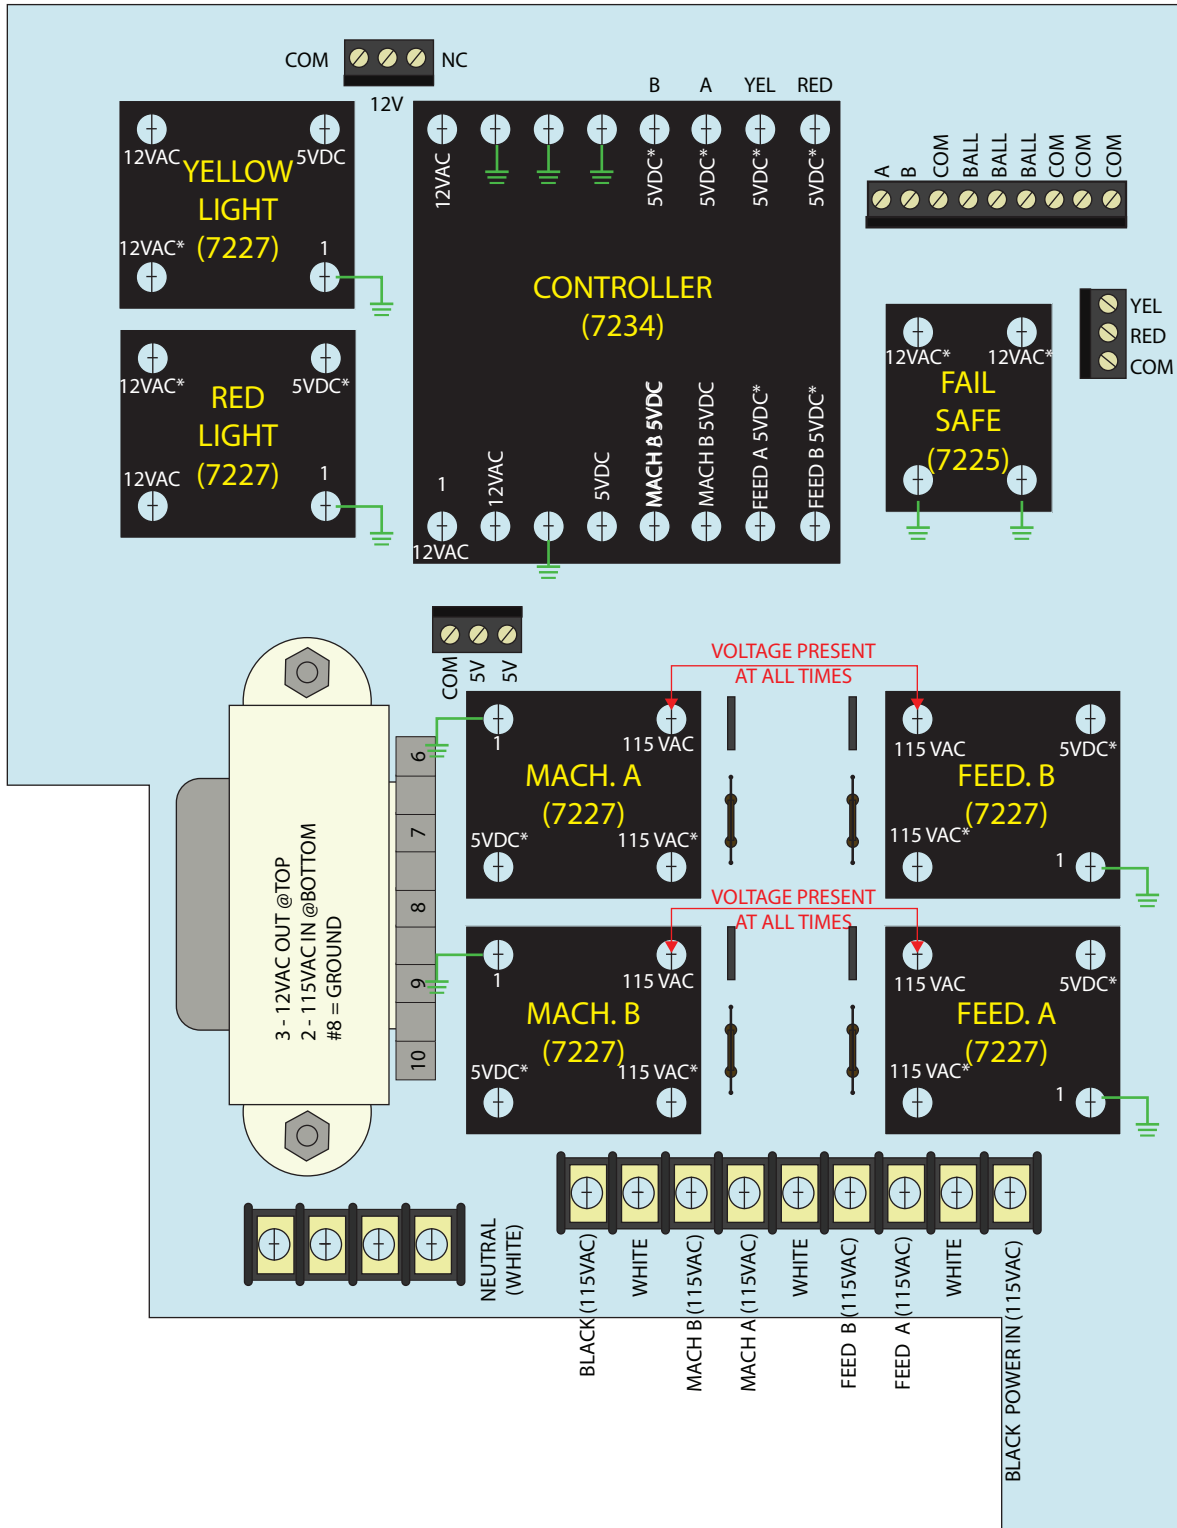 COM
NC
12V
12VAC
5VDC
YELLOW
LIGHT
(7227)
12VAC*
1
12VAC*
5VDC*
RED
LIGHT
(7227)
12VAC
1
B
A
YEL
RED
12VAC
5VDC*
5VDC*
5VDC*
5VDC*
CONTROLLER
(7234)
1
12VAC
12VAC
5VDC
MACH B 5VDC
FEED A 5VDC*
FEED B 5VDC*
A
B
COM
BALL
BALL
BALL
COM
COM
COM
YEL
RED
COM
12VAC*
12VAC*
FAIL
SAFE
(7225)
COM
5V
5V
VOLTAGE PRESENT
AT ALL TIMES
1
115 VAC
MACH. A
(7227)
5VDC*
115 VAC*
115 VAC
5VDC*
FEED. B
(7227)
115 VAC*
1
VOLTAGE PRESENT
AT ALL TIMES
1
115 VAC
MACH. B
(7227)
5VDC*
115 VAC*
115 VAC
5VDC*
FEED. A
(7227)
115 VAC*
1
3 - 12VAC OUT @TOP
2 - 115VAC IN @BOTTOM
#8 = GROUND
6
7
8
9
10
NEUTRAL
(WHITE)
BLACK (115VAC)
WHITE
MACH B (115VAC)
MACH A (115VAC)
WHITE
FEED B (115VAC)
FEED A (115VAC)
WHITE
BLACK POWER IN (115VAC)